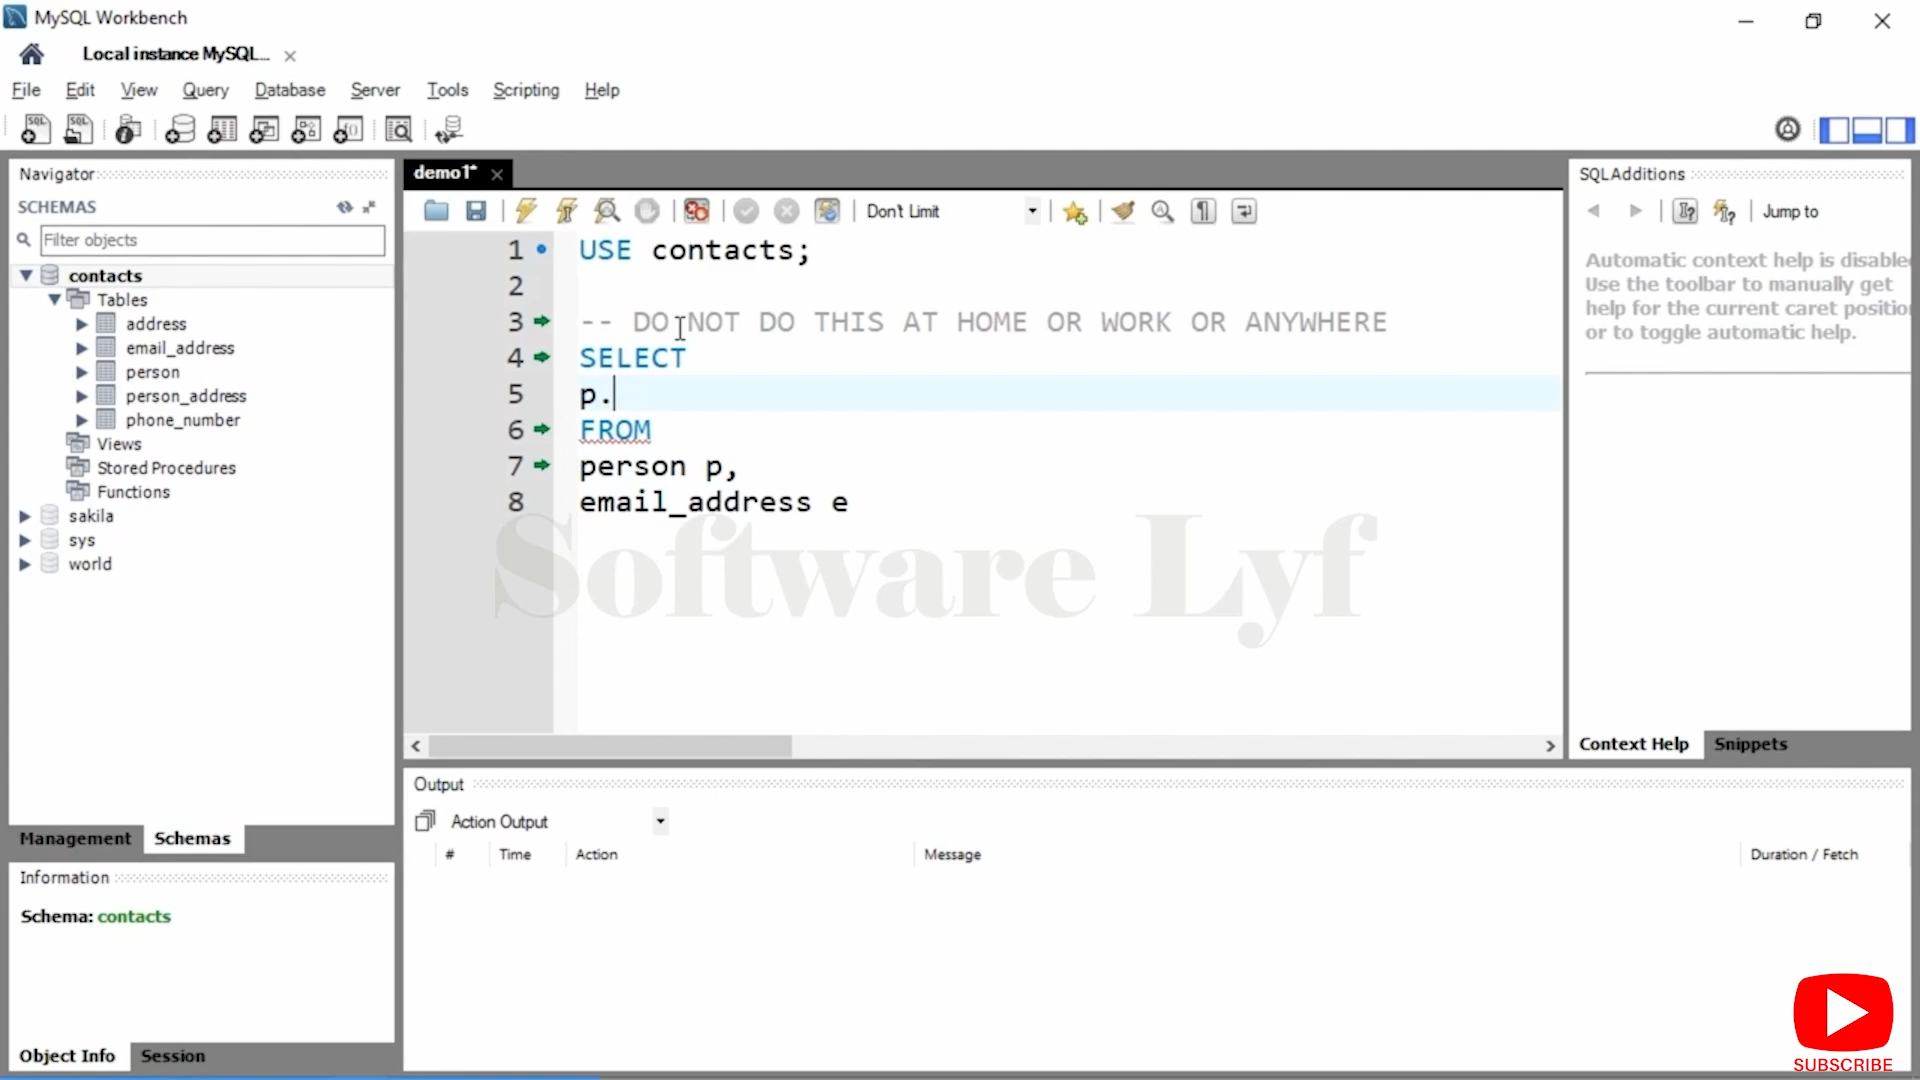 MySQL Workbench
Local instance MySQL...
File Edit View Query Database Server Tools Scripting Help
Navigator
SCHEMAS
Filter objects
contacts
Tables
address
email_address
person
person_address
phone_number
Views
Stored Procedures
Functions
sakila
sys
world
Management Schemas
Information
Schema: contacts
Object Info Session
demo1*
Don't Limit
1 USE contacts;
2
3 -- DO NOT DO THIS AT HOME OR WORK OR ANYWHERE
4 SELECT
5 p.
6 FROM
7 person p,
8 email_address e
Software Lyf
SQLAdditions
Jump to
Automatic context help is disable
Use the toolbar to manually get
help for the current caret positio
or to toggle automatic help.
Context Help Snippets
Output
Action Output
# Time Action Message Duration / Fetch
SUBSCRIBE